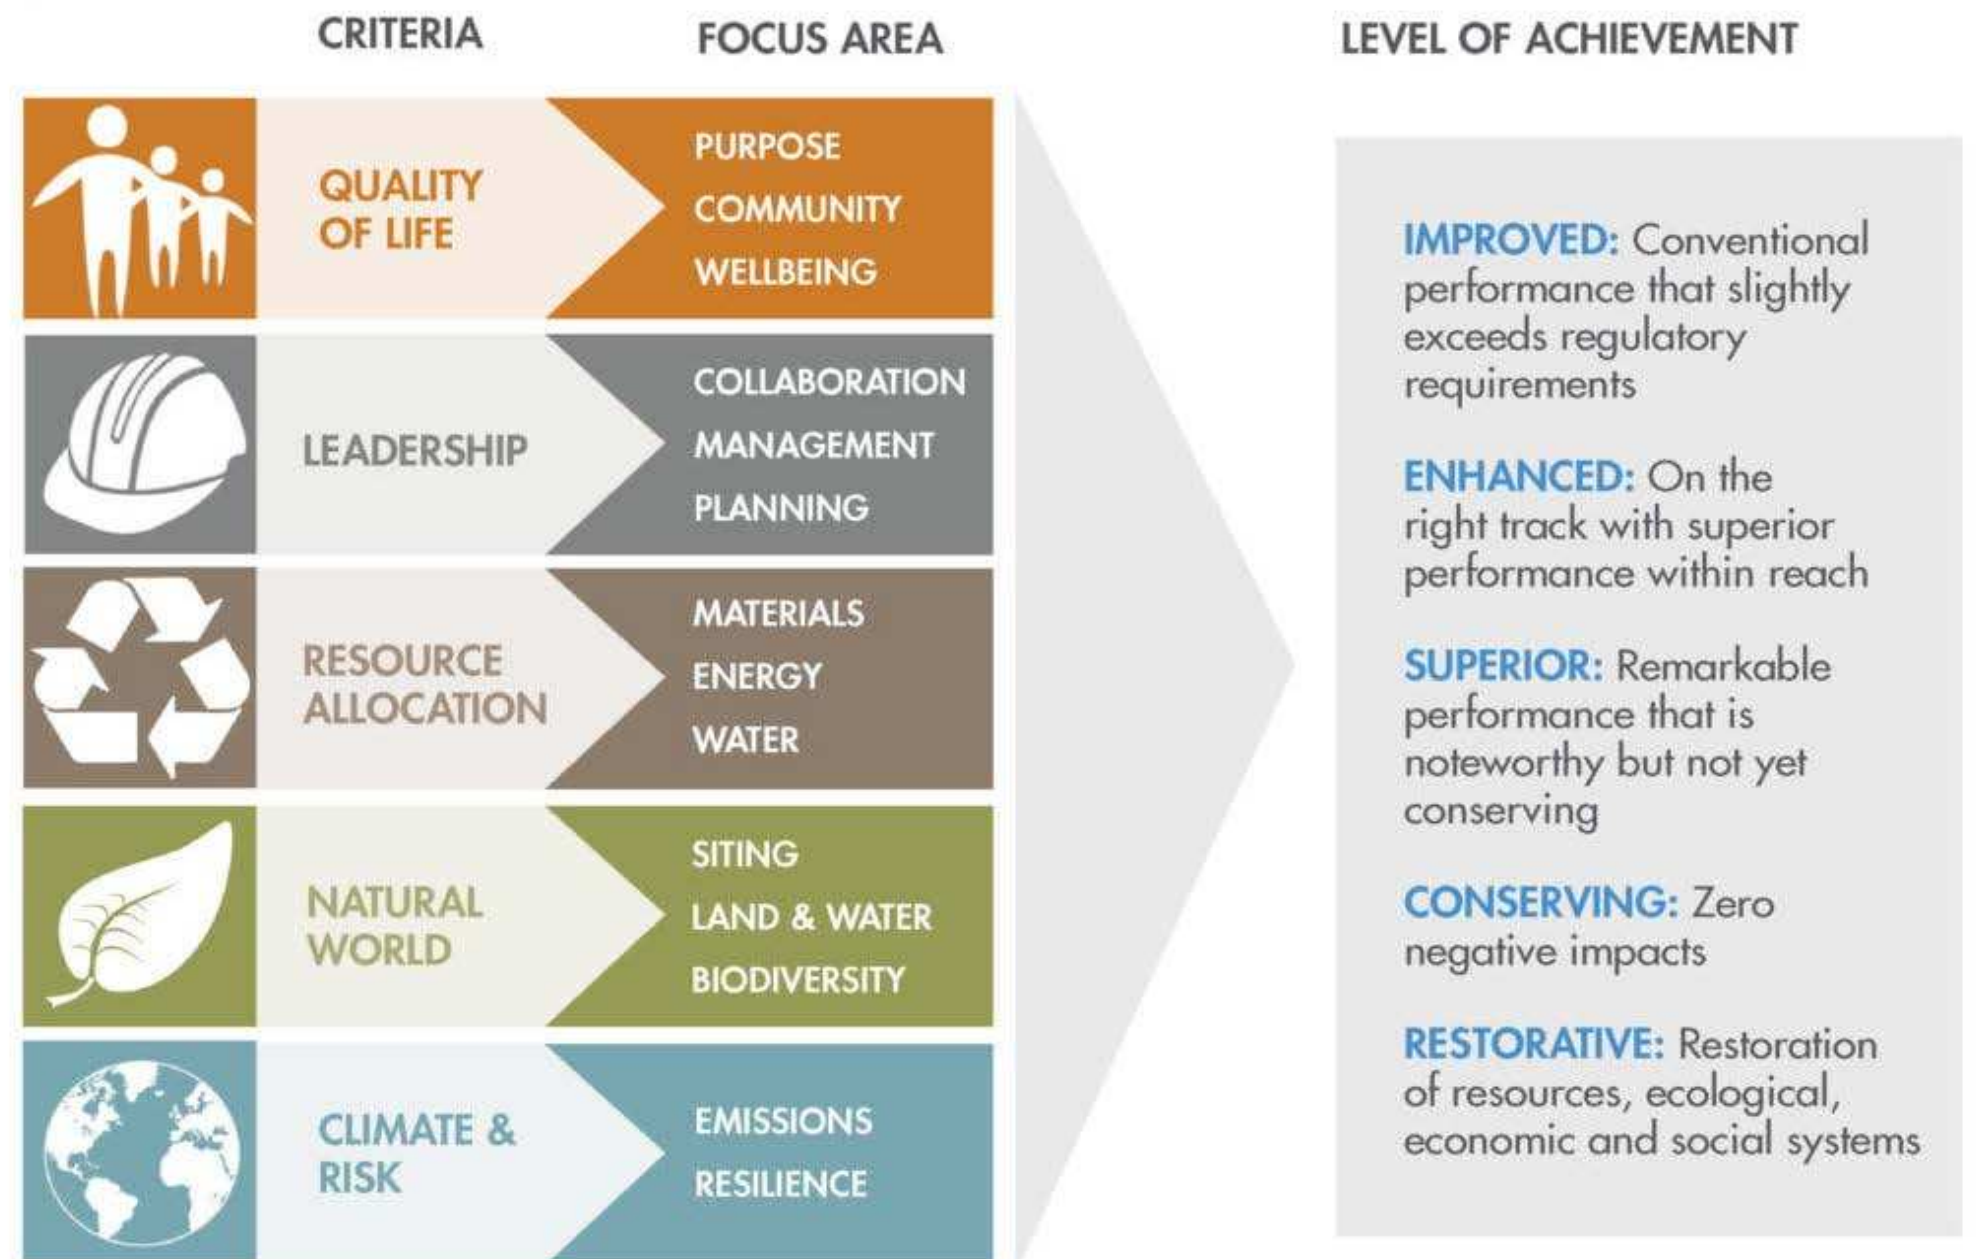 CRITERIA
FOCUS AREA
LEVEL OF ACHIEVEMENT
QUALITY
OF LIFE
PURPOSE
COMMUNITY
WELLBEING
LEADERSHIP
COLLABORATION
MANAGEMENT
PLANNING
RESOURCE
ALLOCATION
MATERIALS
ENERGY
WATER
NATURAL
WORLD
SITING
LAND & WATER
BIODIVERSITY
CLIMATE &
RISK
EMISSIONS
RESILIENCE
IMPROVED: Conventional
performance that slightly
exceeds regulatory
requirements
ENHANCED: On the
right track with superior
performance within reach
SUPERIOR: Remarkable
performance that is
noteworthy but not yet
conserving
CONSERVING: Zero
negative impacts
RESTORATIVE: Restoration
of resources, ecological,
economic and social systems